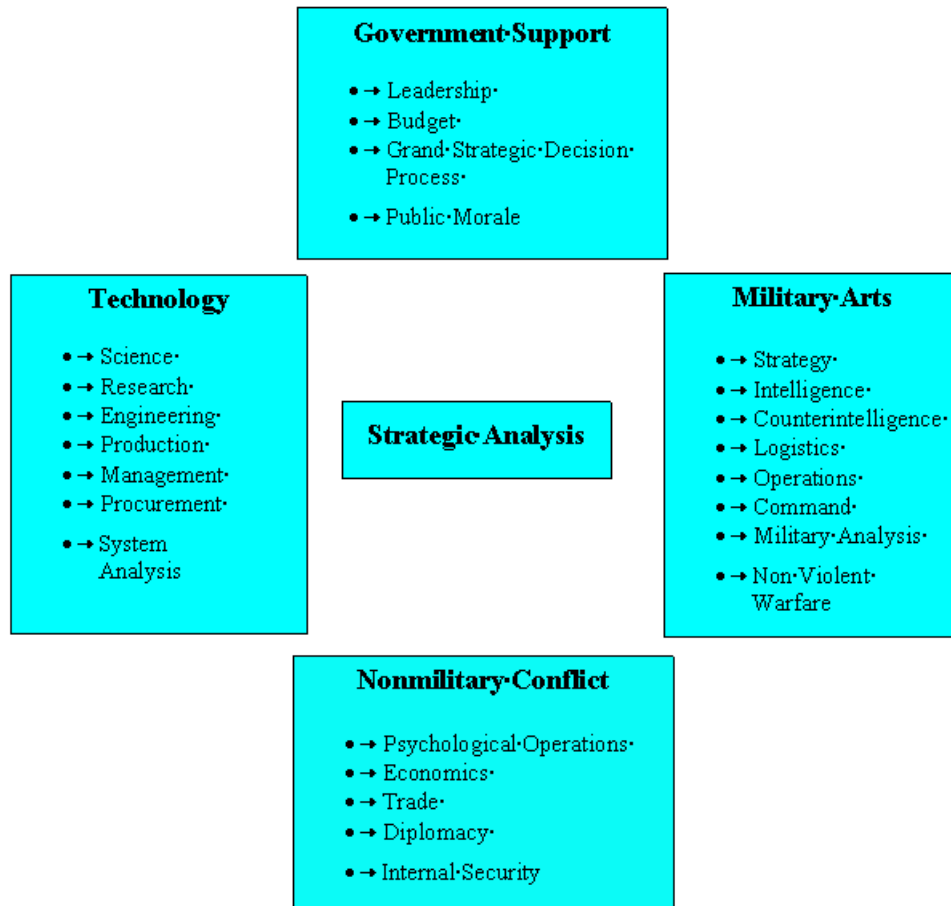 Government·Support
•→Leadership·
•→Budget·
•→Grand·Strategic·Decision·
Process·
•→Public·Morale
Technology
•→Science·
•→Research·
•→Engineering·
•→Production·
•→Management·
•→Procurement·
•→System
Analysis
Strategic·Analysis
Military·Arts
•→Strategy·
•→Intelligence·
•→Counterintelligence·
•→Logistics·
•→Operations·
•→Command·
•→Military·Analysis·
•→Non·Violent·
Warfare
Nonmilitary·Conflict
•→Psychological·Operations·
•→Economics·
•→Trade·
•→Diplomacy·
•→Internal·Security